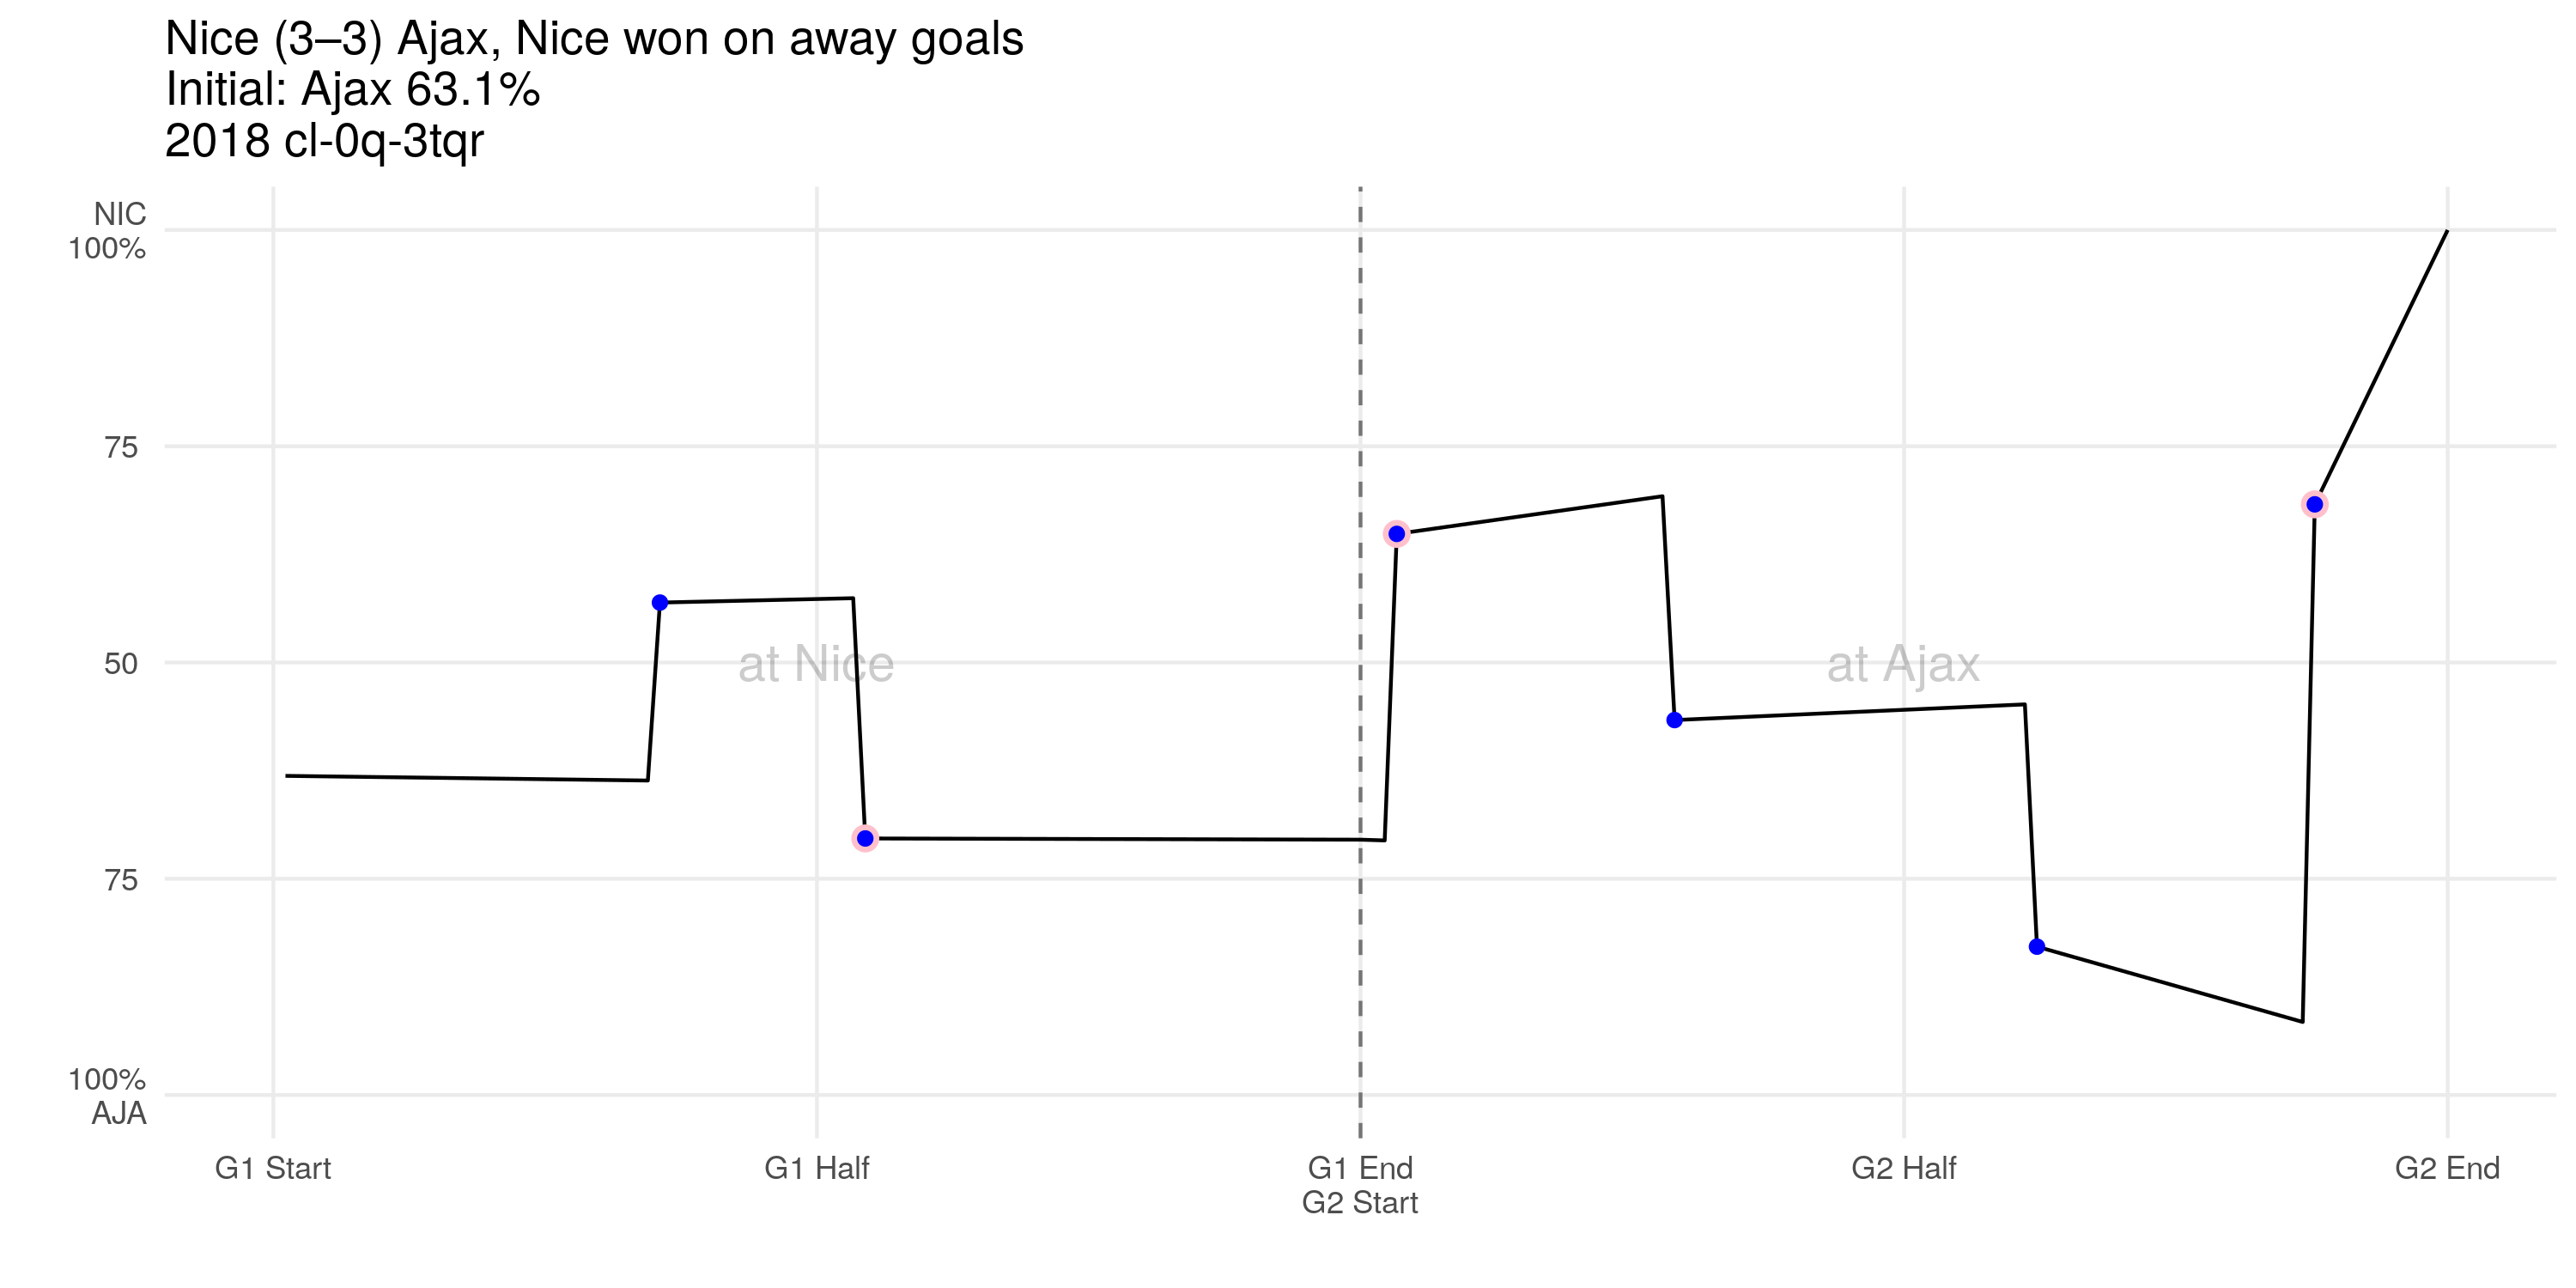 Nice (3–3) Ajax, Nice won on away goals
Initial: Ajax 63.1%
2018 cl-0q-3tqr
NIC
100%
75
50
75
100%
AJA
at Nice
at Ajax
G1 Start
G1 Half
G1 End
G2 Start
G2 Half
G2 End